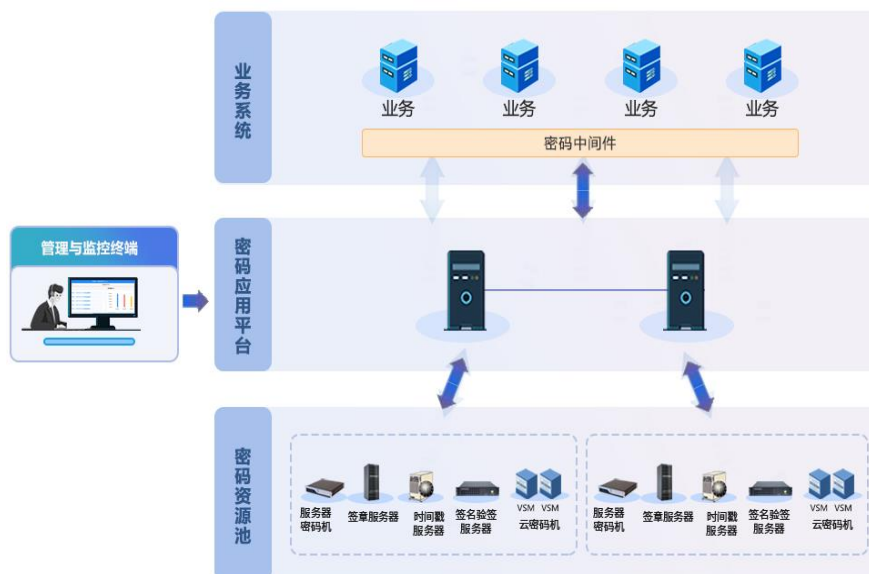 业务系统
业务
业务
业务
业务
密码中间件
管理与监控终端
密码应用平台
密码资源池
服务器
密码机
签章服务器
时间戳
服务器
签名验签
服务器
VSM VSM
云密码机
服务器
密码机
签章服务器
时间戳
服务器
签名验签
服务器
VSM VSM
云密码机